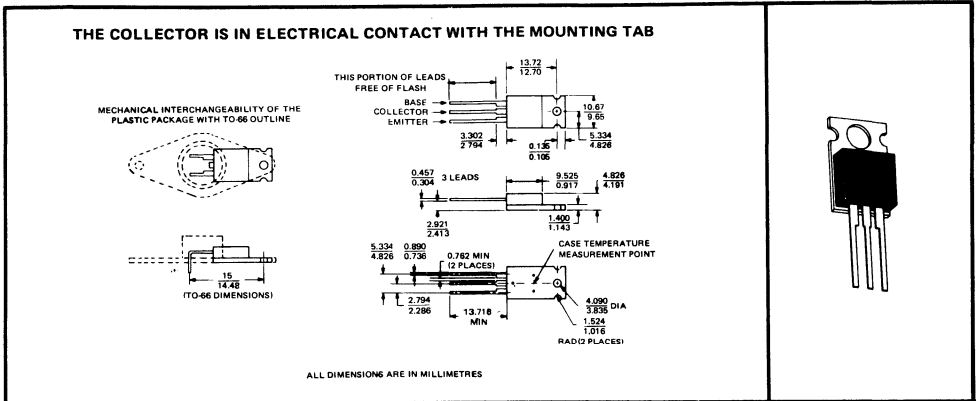 THE COLLECTOR IS IN ELECTRICAL CONTACT WITH THE MOUNTING TAB
13.72
12.70
THIS PORTION OF LEADS
FREE OF FLASH
BASE
COLLECTOR
EMITTER
10.67
9.65
MECHANICAL INTERCHANGEABILITY OF THE
PLASTIC PACKAGE WITH TO-66 OUTLINE
3.302
2.794
0.135
0.105
5.334
4.826
0.457
0.304
3 LEADS
9.525
0.917
4.826
4.191
2.921
2.413
1.400
1.143
5.334
4.826
0.890
0.736
0.762 MIN
(2 PLACES)
CASE TEMPERATURE
MEASUREMENT POINT
15
14.48
(TO-66 DIMENSIONS)
2.794
2.286
13.716
MIN
4.090
3.835
DIA
1.524
1.016
RAD(2 PLACES)
ALL DIMENSIONS ARE IN MILLIMETRES